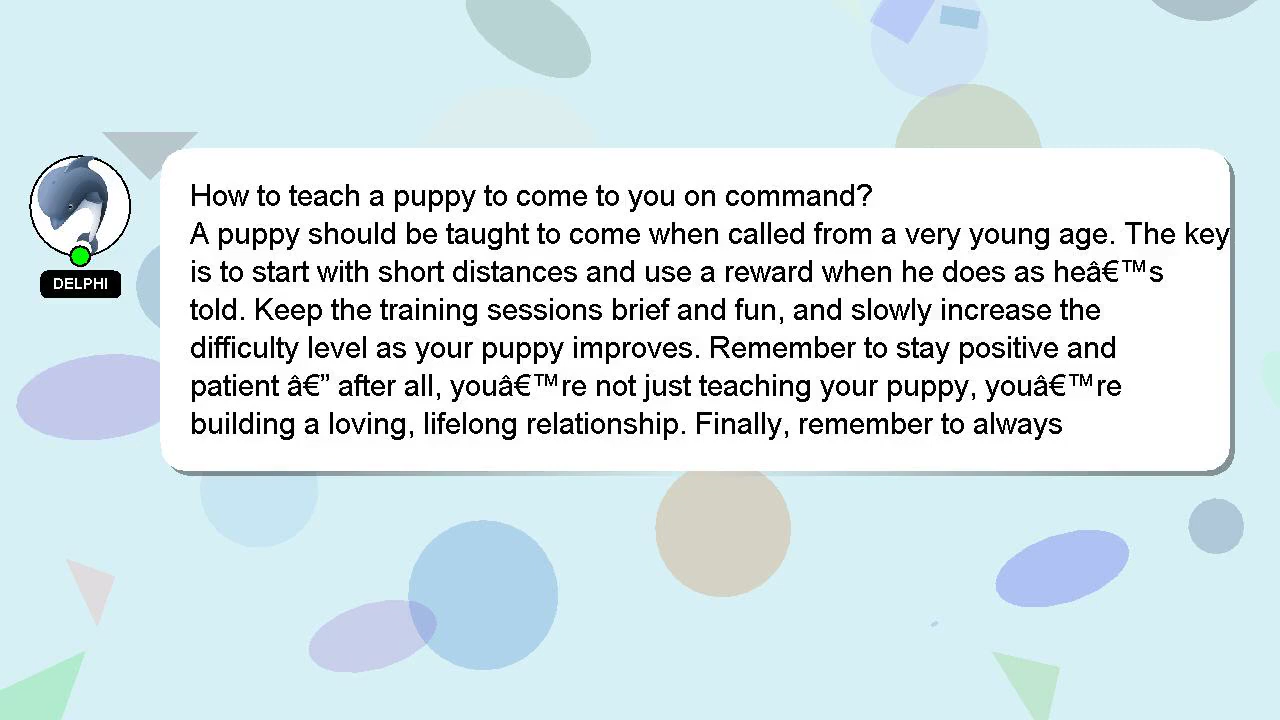 How to teach a puppy to come to you on command?
A puppy should be taught to come when called from a very young age. The key
is to start with short distances and use a reward when he does as heâ€™s
told. Keep the training sessions brief and fun, and slowly increase the
difficulty level as your puppy improves. Remember to stay positive and
patient â€” after all, youâ€™re not just teaching your puppy, youâ€™re
building a loving, lifelong relationship. Finally, remember to always
DELPHI